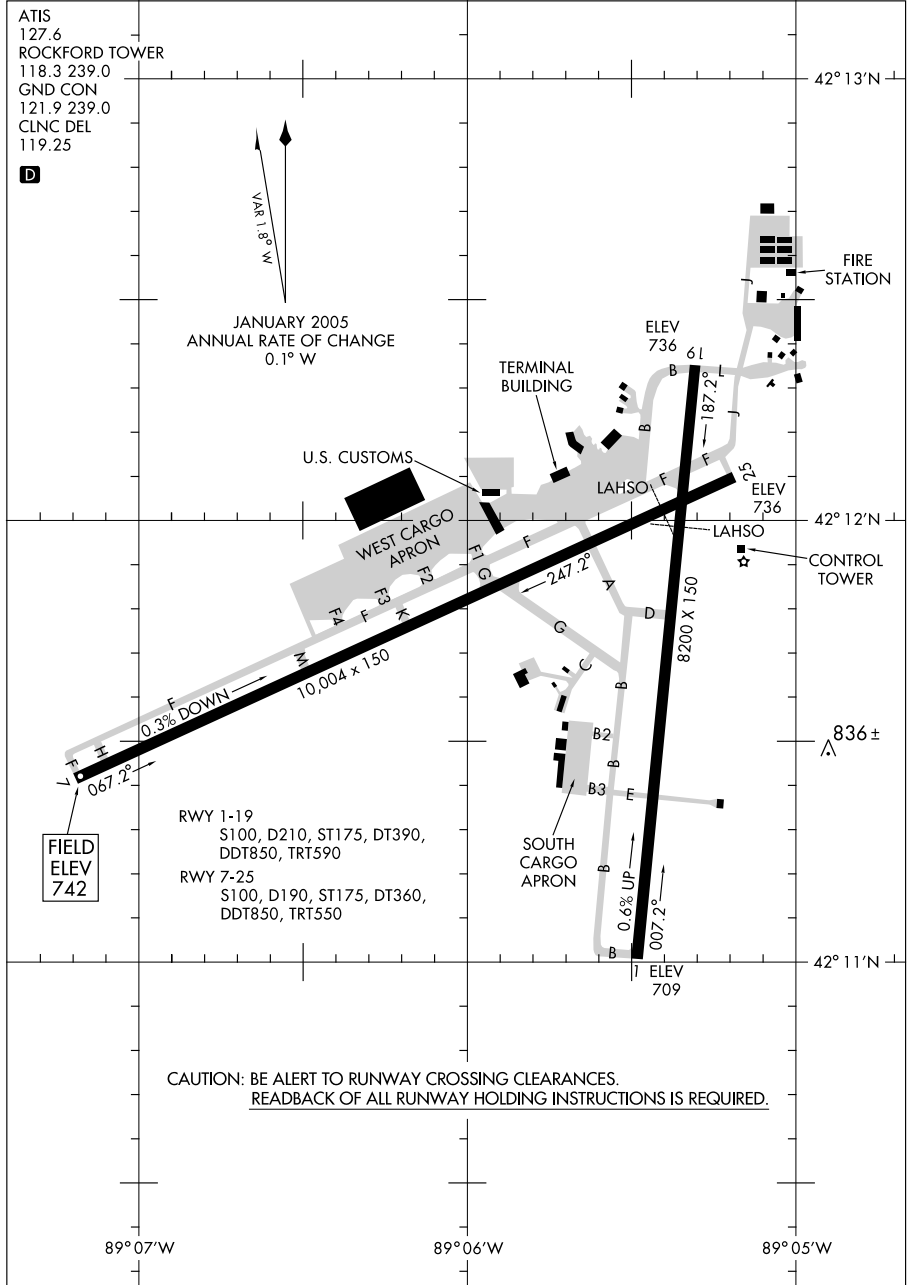 ATIS
127.6
ROCKFORD TOWER
118.3 239.0
GND CON
121.9 239.0
CLNC DEL
119.25
D
42°13'N
VAR 1.8° W
JANUARY 2005
ANNUAL RATE OF CHANGE
0.1° W
J
FIRE
STATION
ELEV
736
19
B
L
187.2°
J
TERMINAL
BUILDING
B
U.S. CUSTOMS
F
F
25
LAHSO
ELEV
736
42°12'N
LAHSO
WEST CARGO
APRON
F
F1
G
247.2°
CONTROL
TOWER
F2
F3
F
F4
K
A
D
8200 X 150
G
M
10,004 x 150
C
B
F
0.3% DOWN
B2
836 ±
H
F
7
067.2°
B
B3
E
FIELD
ELEV
742
RWY 1-19
S100, D210, ST175, DT390,
DDT850, TRT590
RWY 7-25
S100, D190, ST175, DT360,
DDT850, TRT550
SOUTH
CARGO
APRON
B
0.6% UP
007.2°
B
1
ELEV
709
42°11'N
CAUTION: BE ALERT TO RUNWAY CROSSING CLEARANCES.
READBACK OF ALL RUNWAY HOLDING INSTRUCTIONS IS REQUIRED.
89°07'W
89°06'W
89°05'W